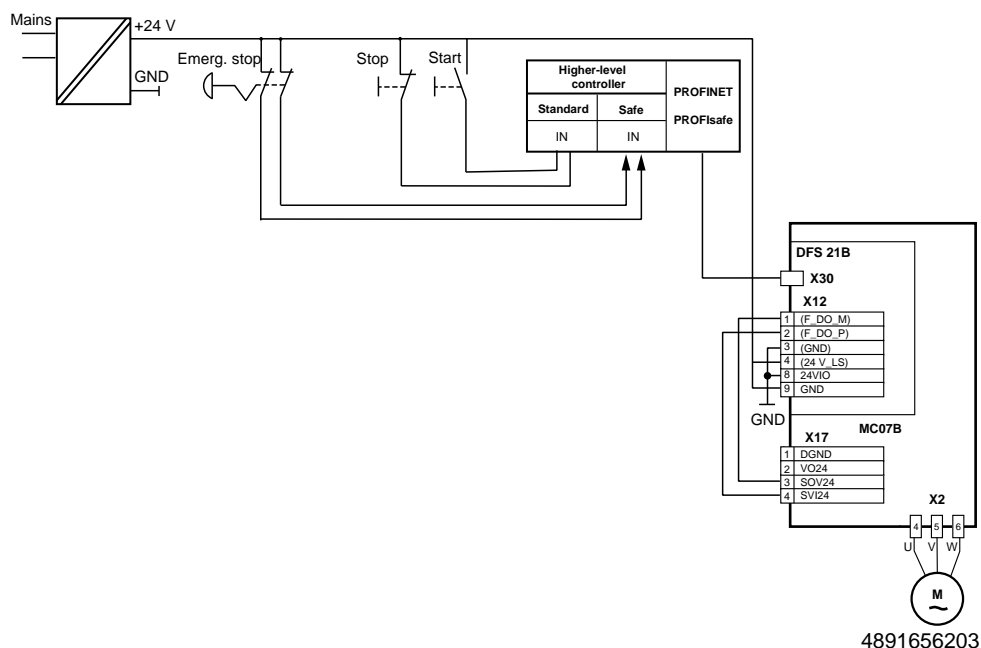 Mains
+24 V
GND
Emerg. stop
Stop
Start
Higher-level
controller
PROFINET
PROFIsafe
Standard
Safe
IN
IN
DFS 21B
X30
X12
1 (F_DO_M)
2 (F_DO_P)
3 (GND)
4 (24 V_LS)
8 24VIO
9 GND
GND
MC07B
X17
1 DGND
2 VO24
3 SOV24
4 SVI24
X2
4 5 6
U V W
M
~
4891656203